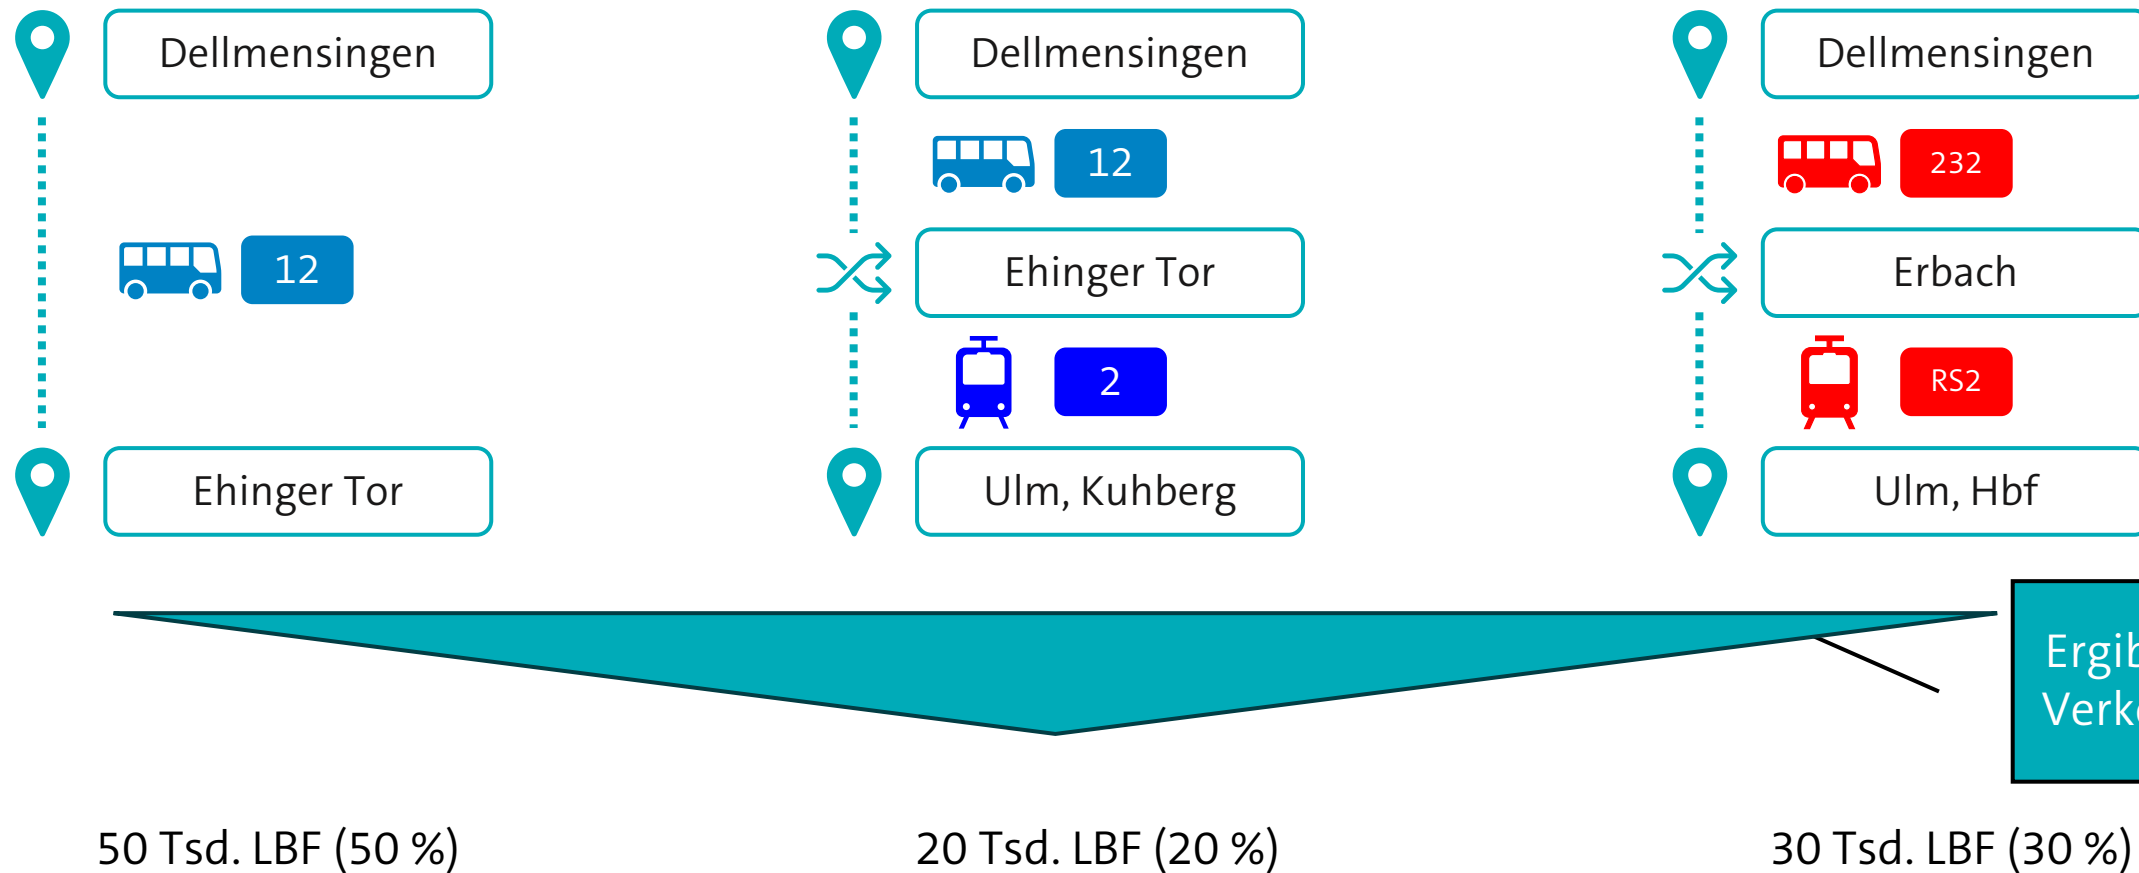 Dellmensingen
12
Ehinger Tor
Dellmensingen
12
Ehinger Tor
2
Ulm, Kuhberg
Dellmensingen
232
Erbach
RS2
Ulm, Hbf
50 Tsd. LBF (50 %)
20 Tsd. LBF (20 %)
30 Tsd. LBF (30 %)